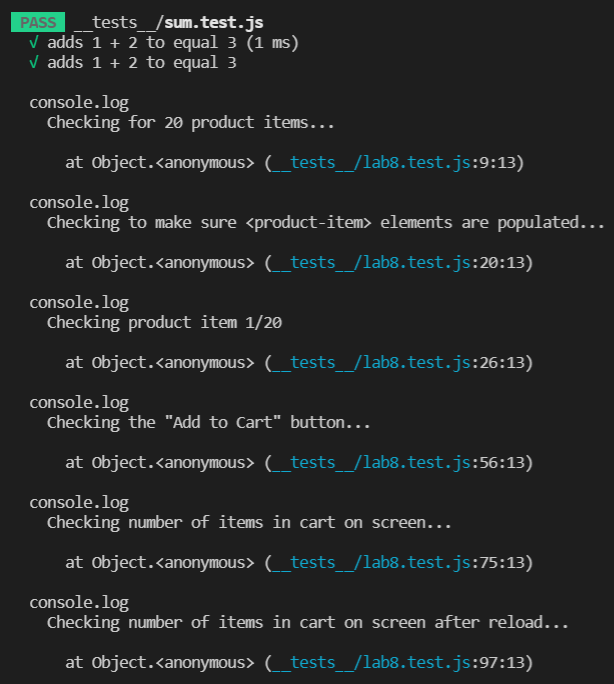 PASS __tests__/sum.test.js
√ adds 1 + 2 to equal 3 (1 ms)
√ adds 1 + 2 to equal 3
console.log
Checking for 20 product items...
at Object.<anonymous> (__tests__/lab8.test.js:9:13)
console.log
Checking to make sure <product-item> elements are populated...
at Object.<anonymous> (__tests__/lab8.test.js:20:13)
console.log
Checking product item 1/20
at Object.<anonymous> (__tests__/lab8.test.js:26:13)
console.log
Checking the "Add to Cart" button...
at Object.<anonymous> (__tests__/lab8.test.js:56:13)
console.log
Checking number of items in cart on screen...
at Object.<anonymous> (__tests__/lab8.test.js:75:13)
console.log
Checking number of items in cart on screen after reload...
at Object.<anonymous> (__tests__/lab8.test.js:97:13)